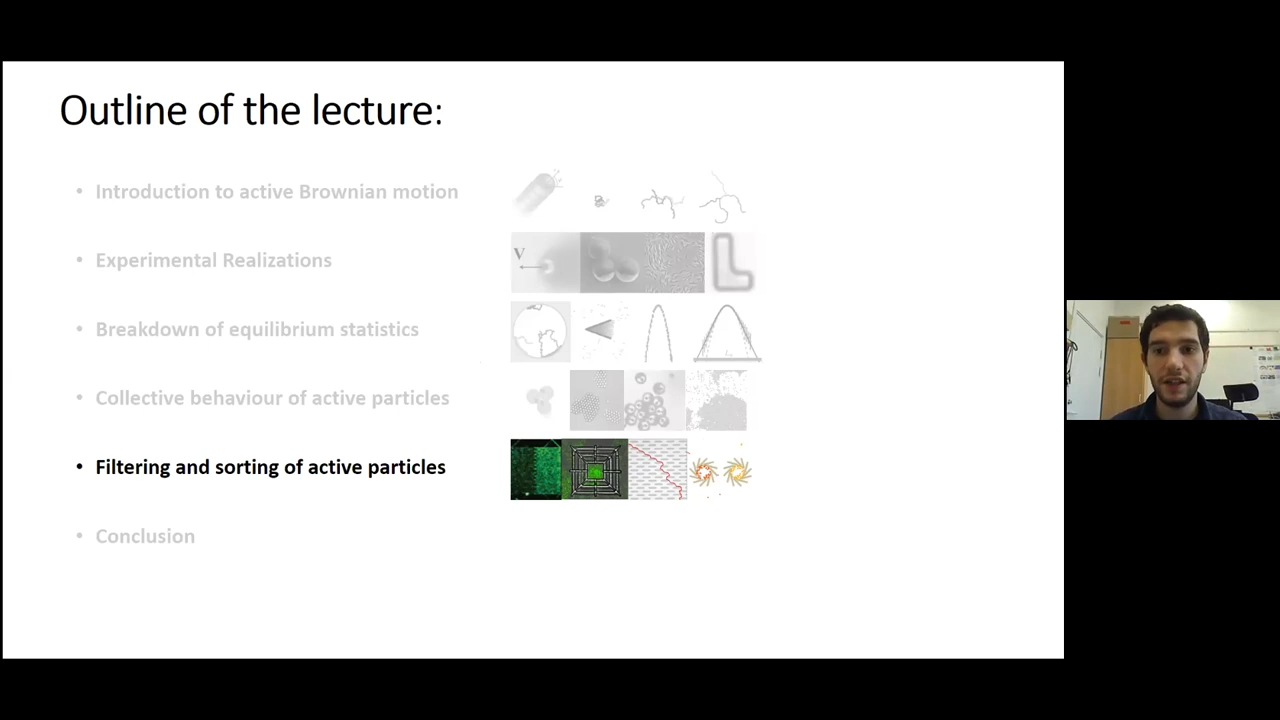 Outline of the lecture:
• Introduction to active Brownian motion
• Experimental Realizations
V
• Breakdown of equilibrium statistics
• Collective behaviour of active particles
• Filtering and sorting of active particles
• Conclusion